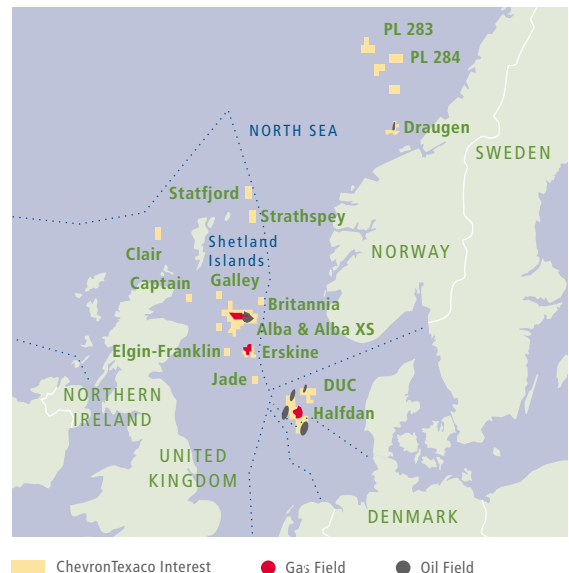 PL 283
PL 284
NORTH SEA
Draugen
SWEDEN
Statfjord
Strathspey
Shetland
Islands
NORWAY
Clair
Captain
Galley
Britannia
Alba & Alba XS
Elgin-Franklin
Erskine
Jade
DUC
NORTHERN
IRELAND
Halfdan
UNITED
KINGDOM
DENMARK
ChevronTexaco Interest
Gas Field
Oil Field